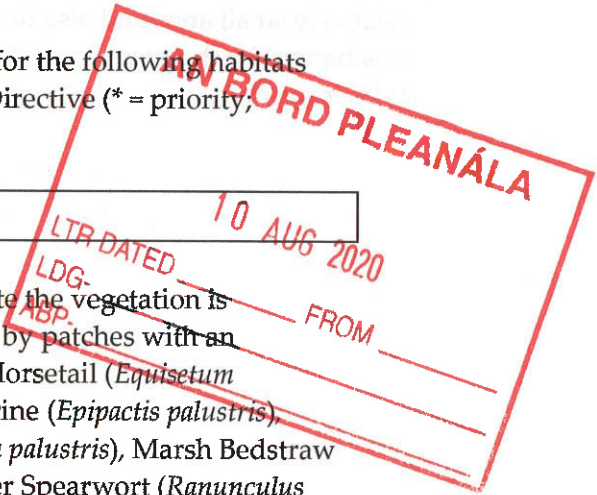 for the following habitats
Directive (* = priority;
AN BORD PLEANÁLA
10 AUG 2020
LTR DATED FROM
LDG-
ABP-
the vegetation is
by patches with an
Horsetail (Equisetum
(Epipactis palustris),
palustris), Marsh Bedstraw
Spearwort (Ranunculus